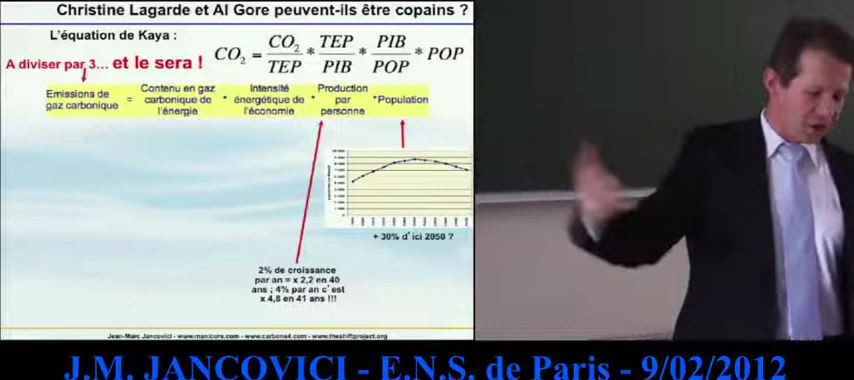 Christine Lagarde et Al Gore peuvent-ils être copains ?
L'équation de Kaya :
CO2 = CO2/TEP * TEP/PIB * PIB/POP * POP
A diviser par 3... et le sera !
Emissions de gaz carbonique = Contenu en gaz carbonique de l'énergie * Intensité énergétique de l'économie * Production par personne * Population
+ 30% d'ici 2050 ?
2% de croissance
par an = x 2,2 en 40
ans ; 4% par an c'est
x 4,8 en 41 ans !!!
Jean-Marc Jancovici - www.manicore.com - www.carbone4.com - www.theshiftproject.org
J.M. JANCOVICI - E.N.S. de Paris - 9/02/2012